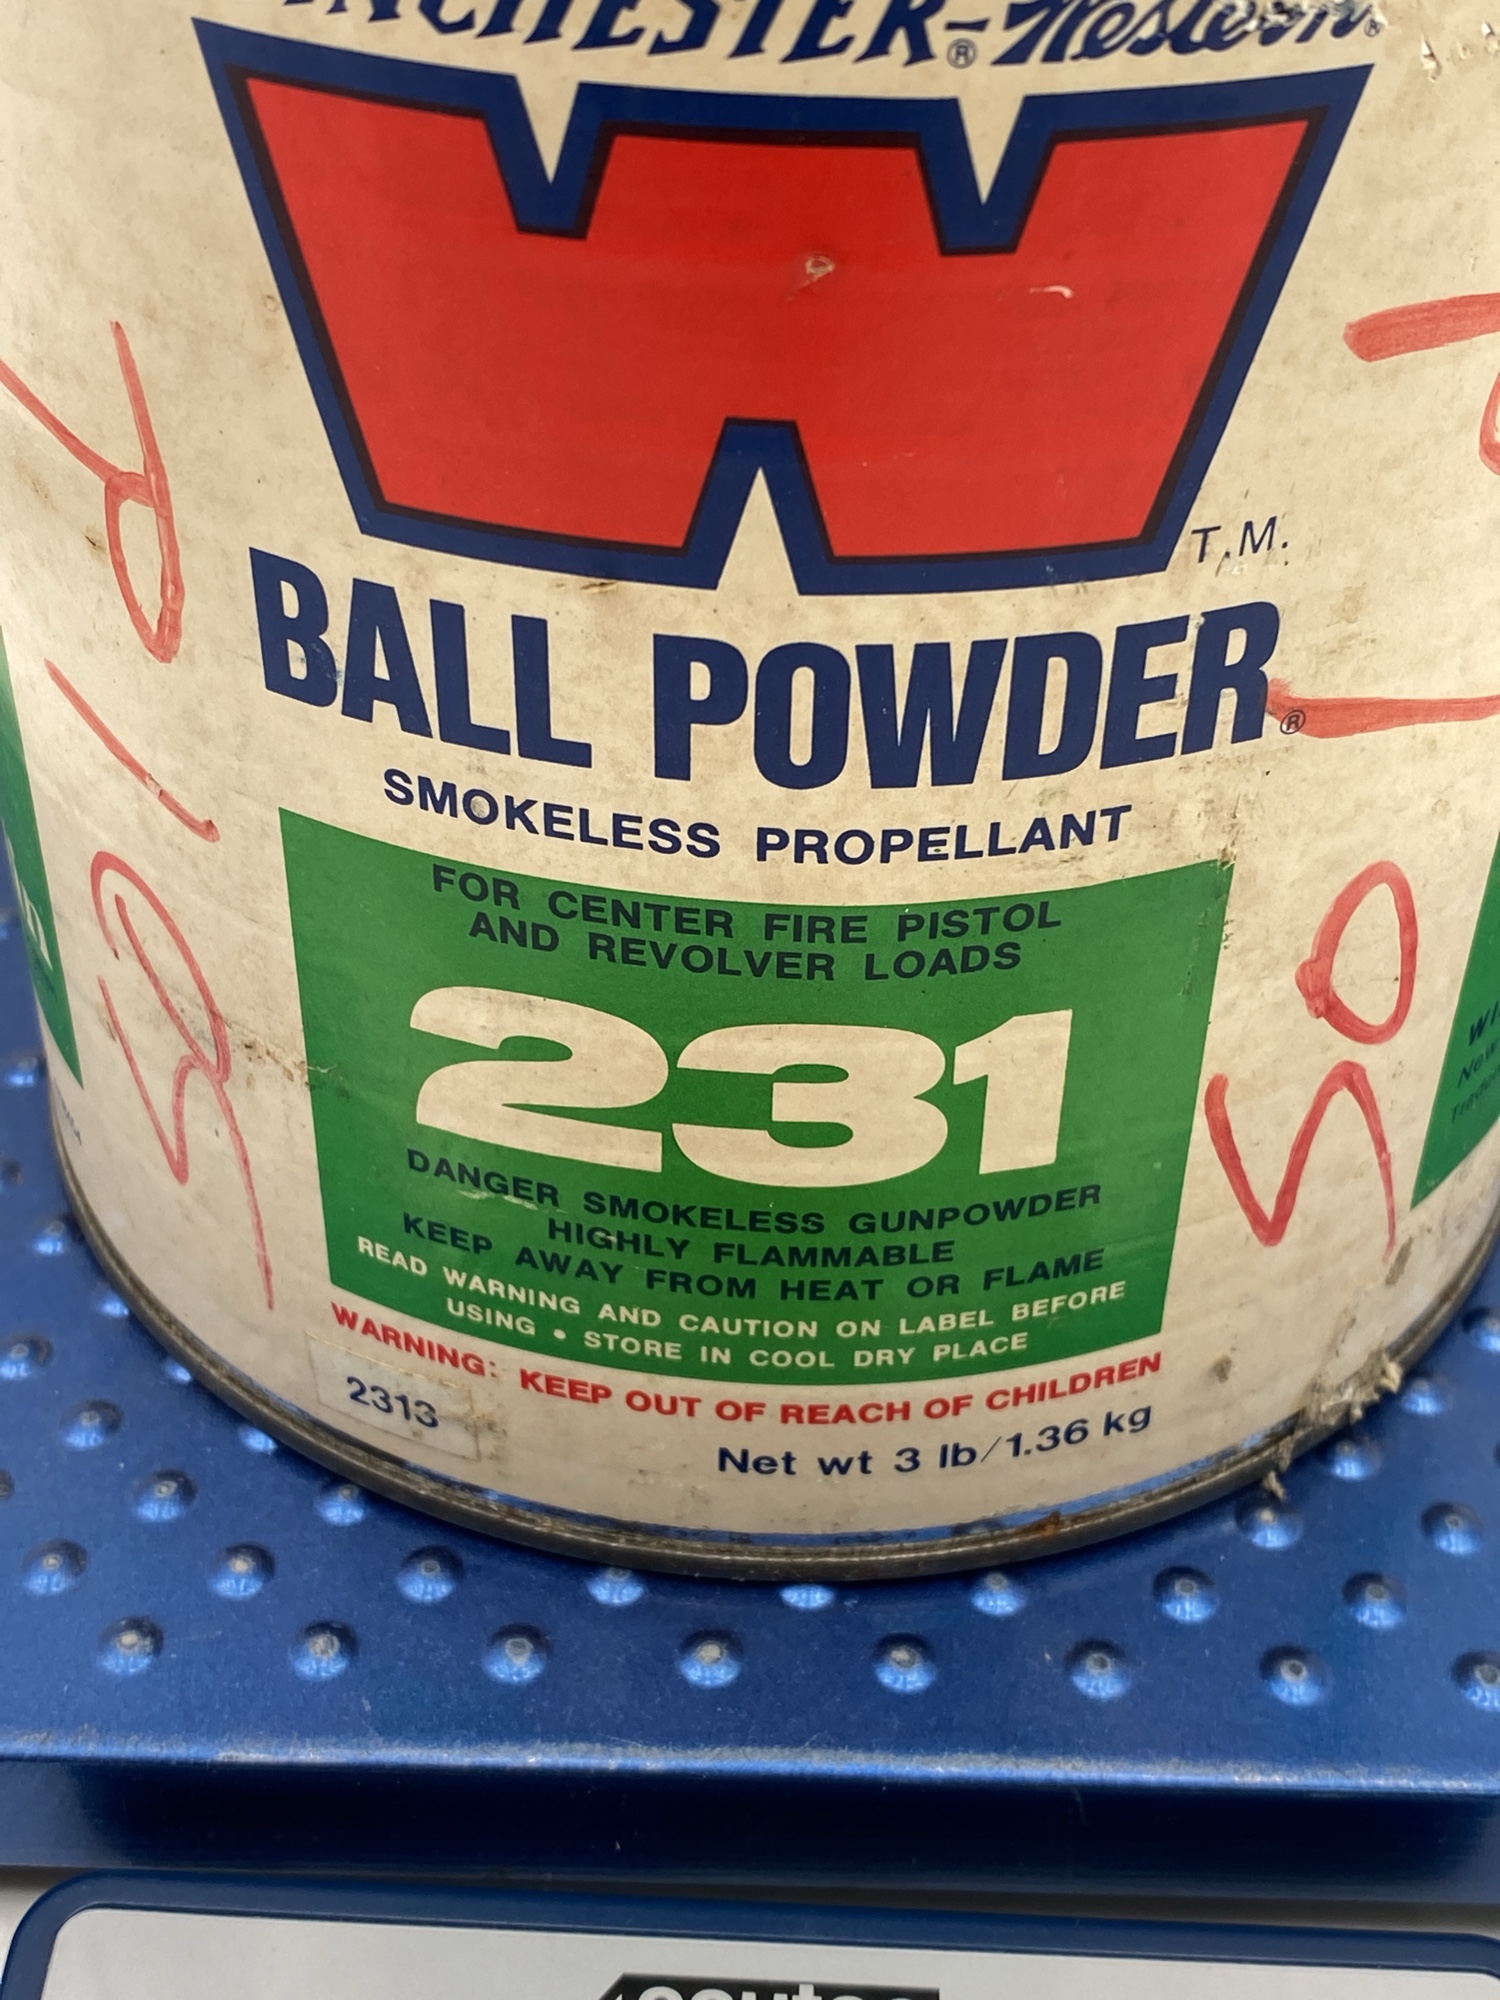 WINCHESTER®-Western®
T.M.
BALL POWDER®
SMOKELESS PROPELLANT
FOR CENTER FIRE PISTOL
AND REVOLVER LOADS
231
DANGER SMOKELESS GUNPOWDER
HIGHLY FLAMMABLE
KEEP AWAY FROM HEAT OR FLAME
READ WARNING AND CAUTION ON LABEL BEFORE
USING • STORE IN COOL DRY PLACE
WARNING: KEEP OUT OF REACH OF CHILDREN
2313
Net wt 3 lb/1.36 kg